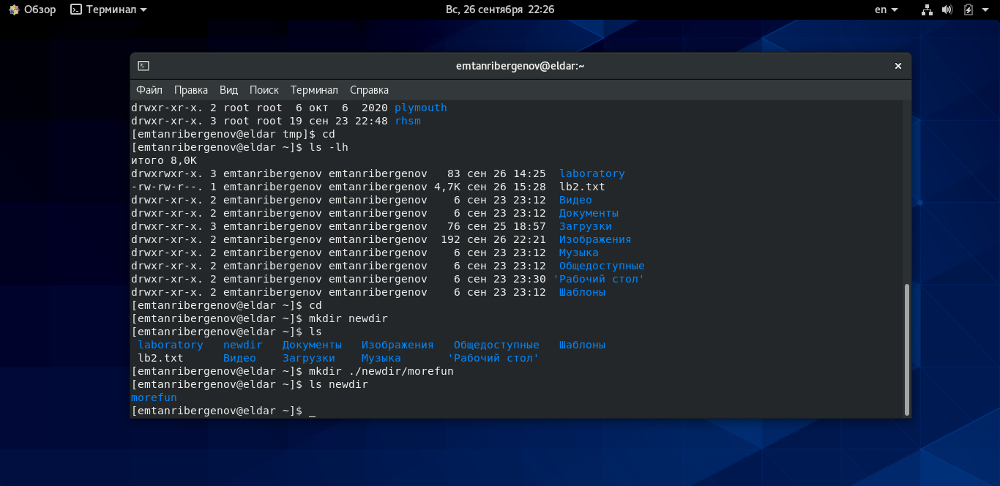 Обзор Терминал Вс, 26 сентября 22:26 en
emtanribergenov@eldar:~
Файл Правка Вид Поиск Терминал Справка
drwxr-xr-x. 2 root root  6 окт  6  2020 plymouth
drwxr-xr-x. 3 root root 19 сен 23 22:48 rhsm
[emtanribergenov@eldar tmp]$ cd
[emtanribergenov@eldar ~]$ ls -lh
итого 8,0K
drwxrwxr-x. 3 emtanribergenov emtanribergenov   83 сен 26 14:25  laboratory
-rw-rw-r--. 1 emtanribergenov emtanribergenov 4,7K сен 26 15:28  lb2.txt
drwxr-xr-x. 2 emtanribergenov emtanribergenov    6 сен 23 23:12  Видео
drwxr-xr-x. 2 emtanribergenov emtanribergenov    6 сен 23 23:12  Документы
drwxr-xr-x. 3 emtanribergenov emtanribergenov   76 сен 25 18:57  Загрузки
drwxr-xr-x. 2 emtanribergenov emtanribergenov  192 сен 26 22:21  Изображения
drwxr-xr-x. 2 emtanribergenov emtanribergenov    6 сен 23 23:12  Музыка
drwxr-xr-x. 2 emtanribergenov emtanribergenov    6 сен 23 23:12  Общедоступные
drwxr-xr-x. 2 emtanribergenov emtanribergenov    6 сен 23 23:30 'Рабочий стол'
drwxr-xr-x. 2 emtanribergenov emtanribergenov    6 сен 23 23:12  Шаблоны
[emtanribergenov@eldar ~]$ cd
[emtanribergenov@eldar ~]$ mkdir newdir
[emtanribergenov@eldar ~]$ ls
 laboratory   newdir   Документы   Изображения   Общедоступные   Шаблоны
 lb2.txt      Видео    Загрузки    Музыка       'Рабочий стол'
[emtanribergenov@eldar ~]$ mkdir ./newdir/morefun
[emtanribergenov@eldar ~]$ ls newdir
morefun
[emtanribergenov@eldar ~]$ _